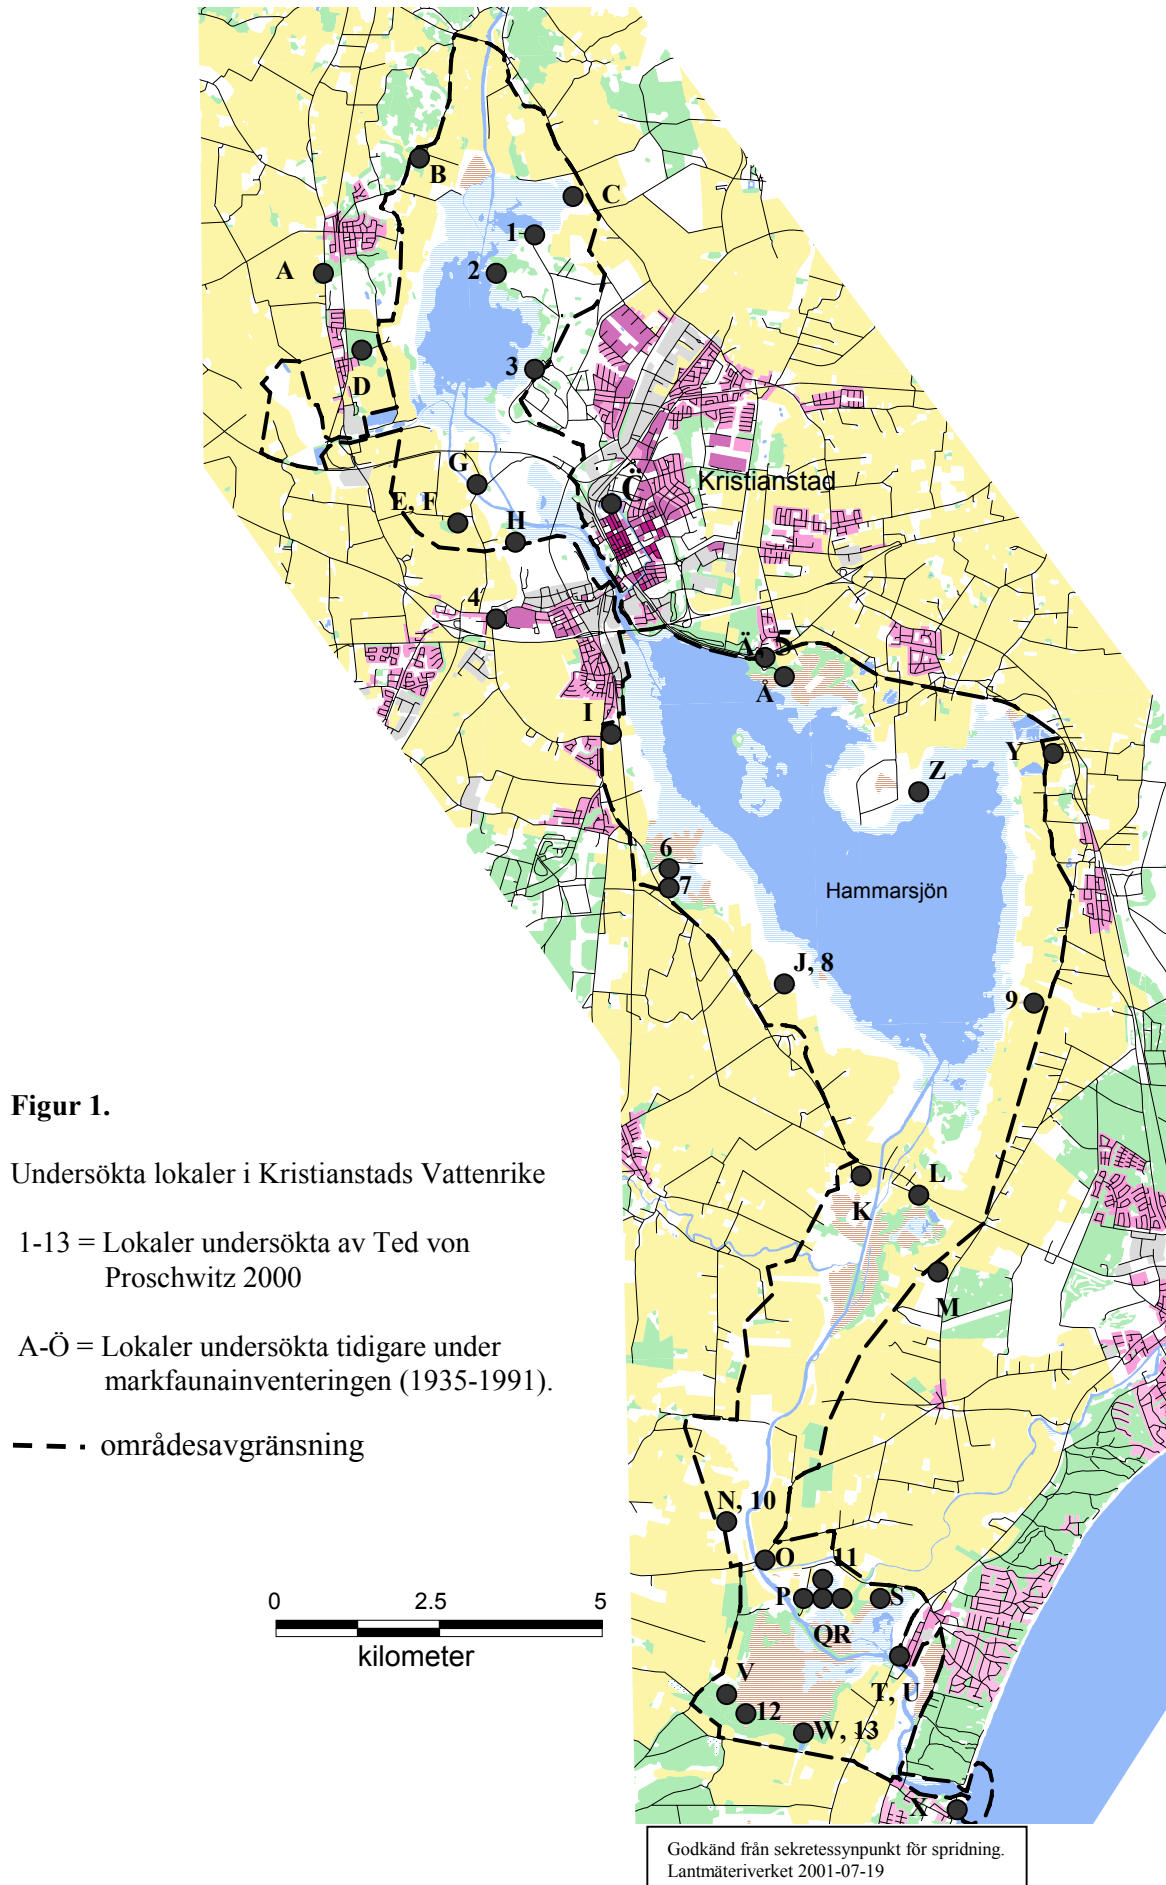 B
C
1
A
2
3
D
G
Kristianstad
Ö
E, F
H
4
Ä, 5
Å
I
Y
Z
6
7
Hammarsjön
J, 8
9
Figur 1.
Undersökta lokaler i Kristianstads Vattenrike
1-13 = Lokaler undersökta av Ted von
Proschwitz 2000
A-Ö = Lokaler undersökta tidigare under
markfaunainventeringen (1935-1991).
områdesavgränsning
L
K
M
N, 10
O
11
P
S
QR
0 2.5 5
kilometer
V
T, U
12
W, 13
X
Godkänd från sekretessynpunkt för spridning.
Lantmäteriverket 2001-07-19